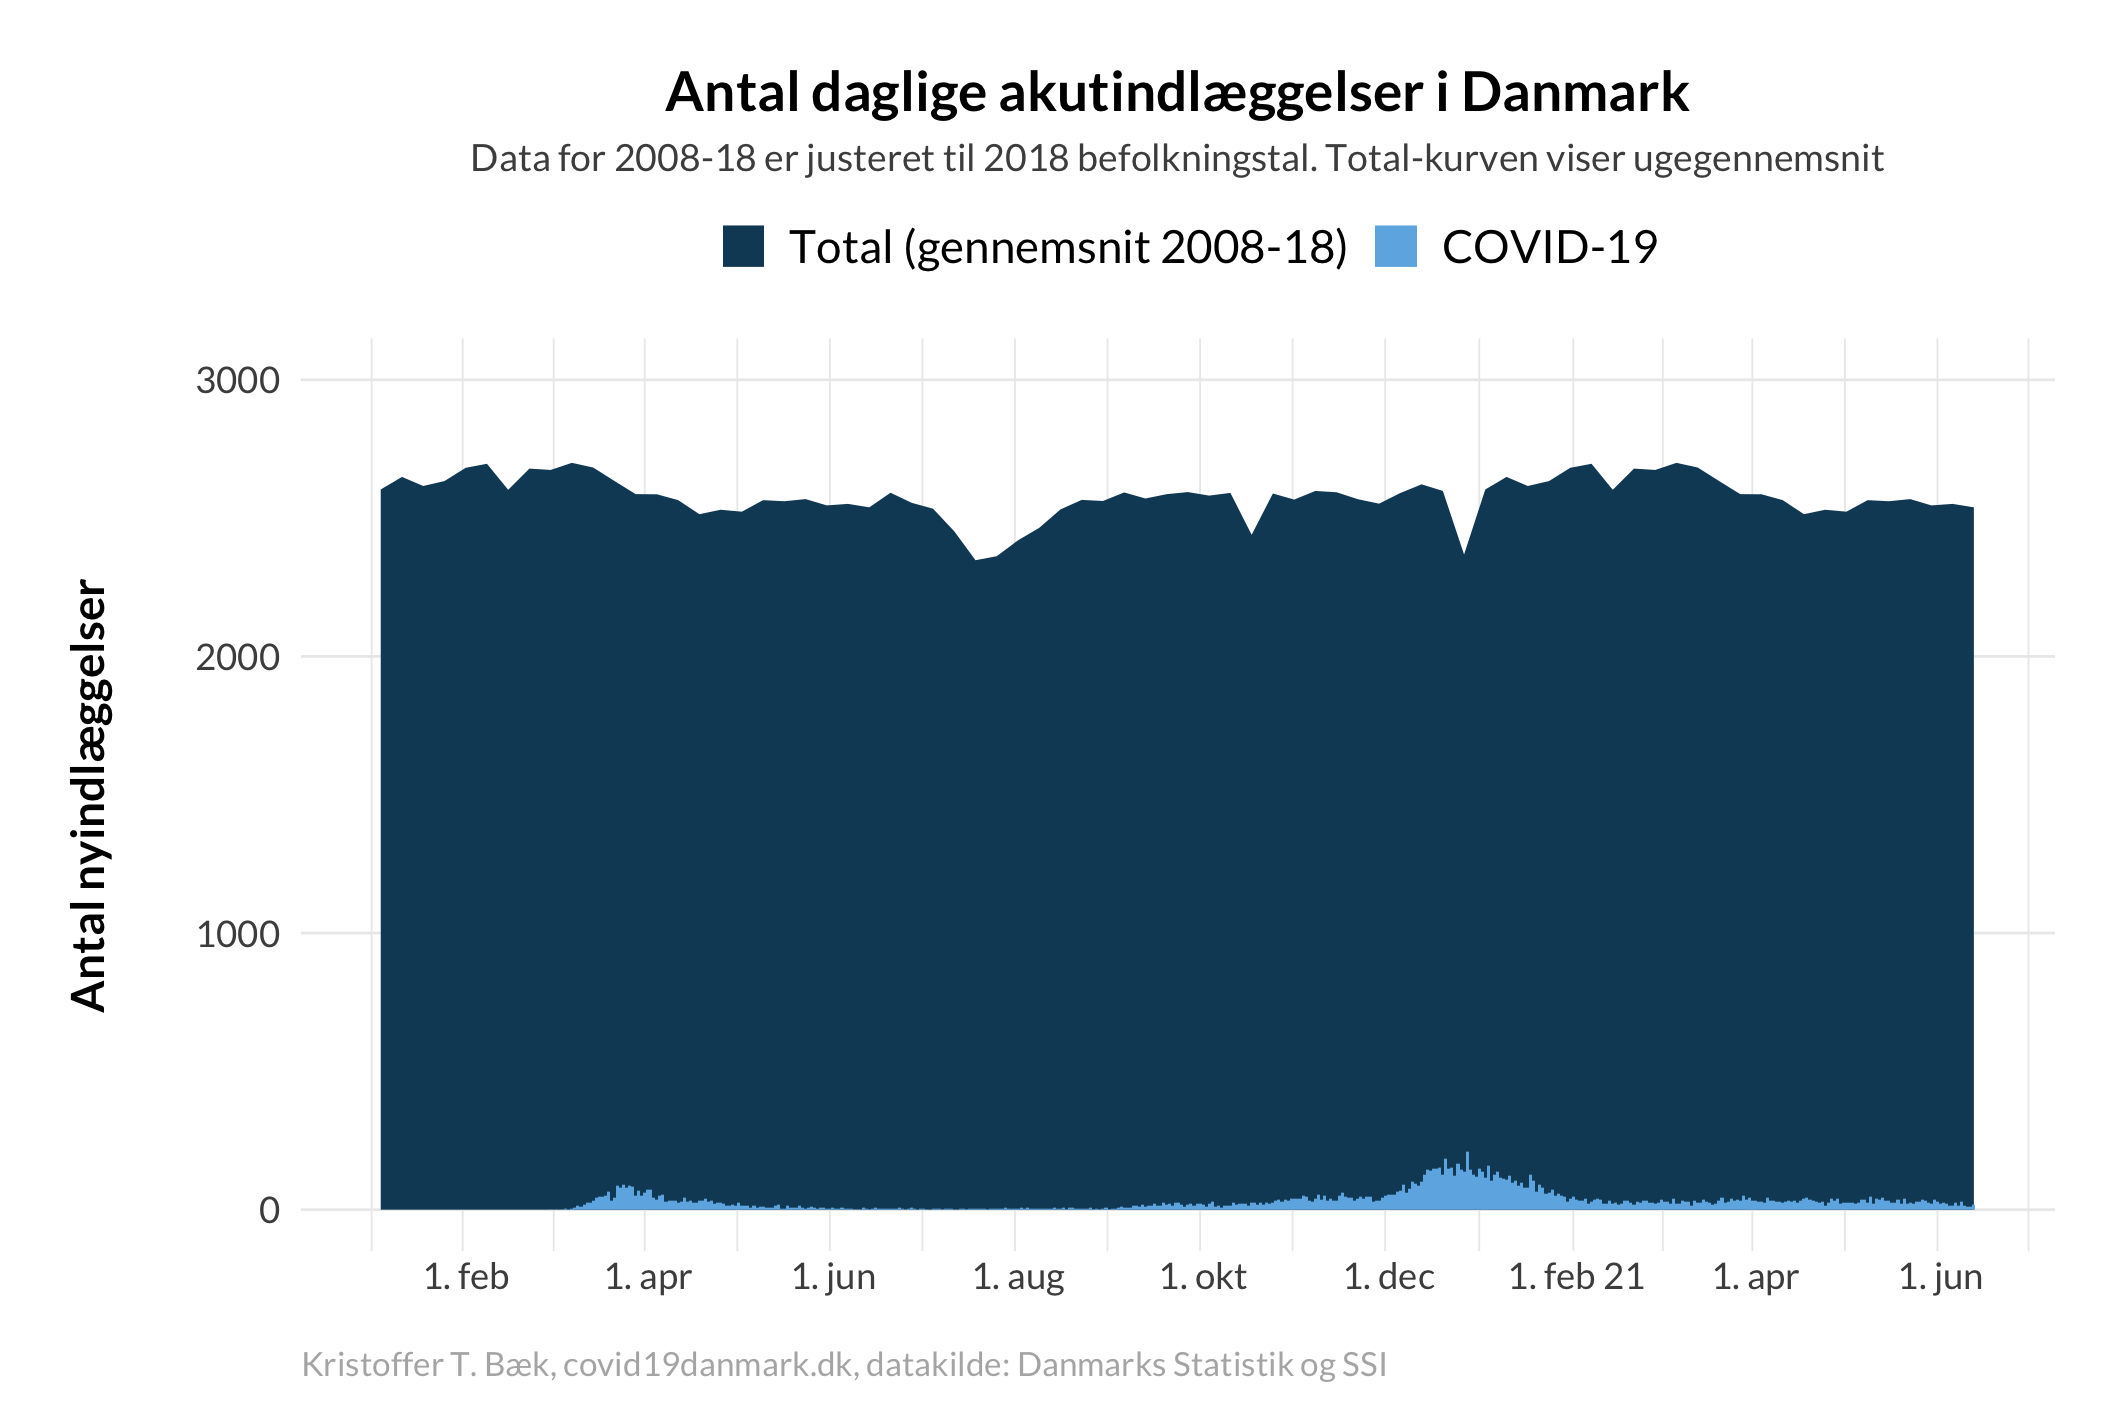 Antal daglige akutindlæggelser i Danmark
Data for 2008-18 er justeret til 2018 befolkningstal. Total-kurven viser ugegennemsnit
Total (gennemsnit 2008-18) COVID-19
Antal nyindlæggelser
3000
2000
1000
0
1. feb 1. apr 1. jun 1. aug 1. okt 1. dec 1. feb 21 1. apr 1. jun
Kristoffer T. Bæk, covid19danmark.dk, datakilde: Danmarks Statistik og SSI